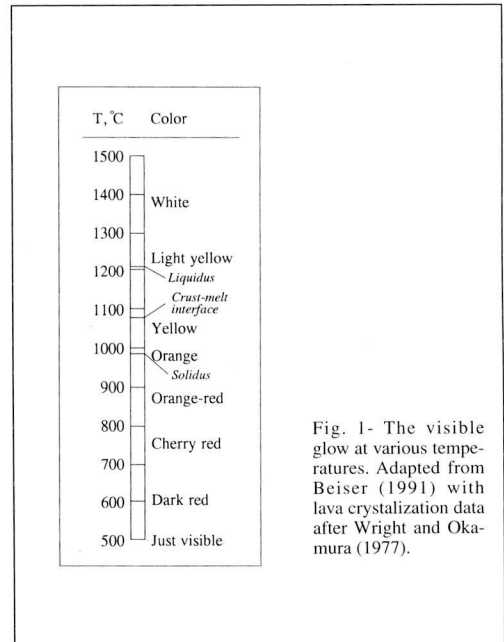 T,°C Color
1500
1400
White
1300
Light yellow
1200
Liquidus
Crust-melt
1100
interface
Yellow
1000
Orange
Solidus
900
Orange-red
800
Cherry red
700
600 Dark red
500 Just visible
Fig. 1- The visible
glow at various tempe-
ratures. Adapted from
Beiser (1991) with
lava crystalization data
after Wright and Oka-
mura (1977).